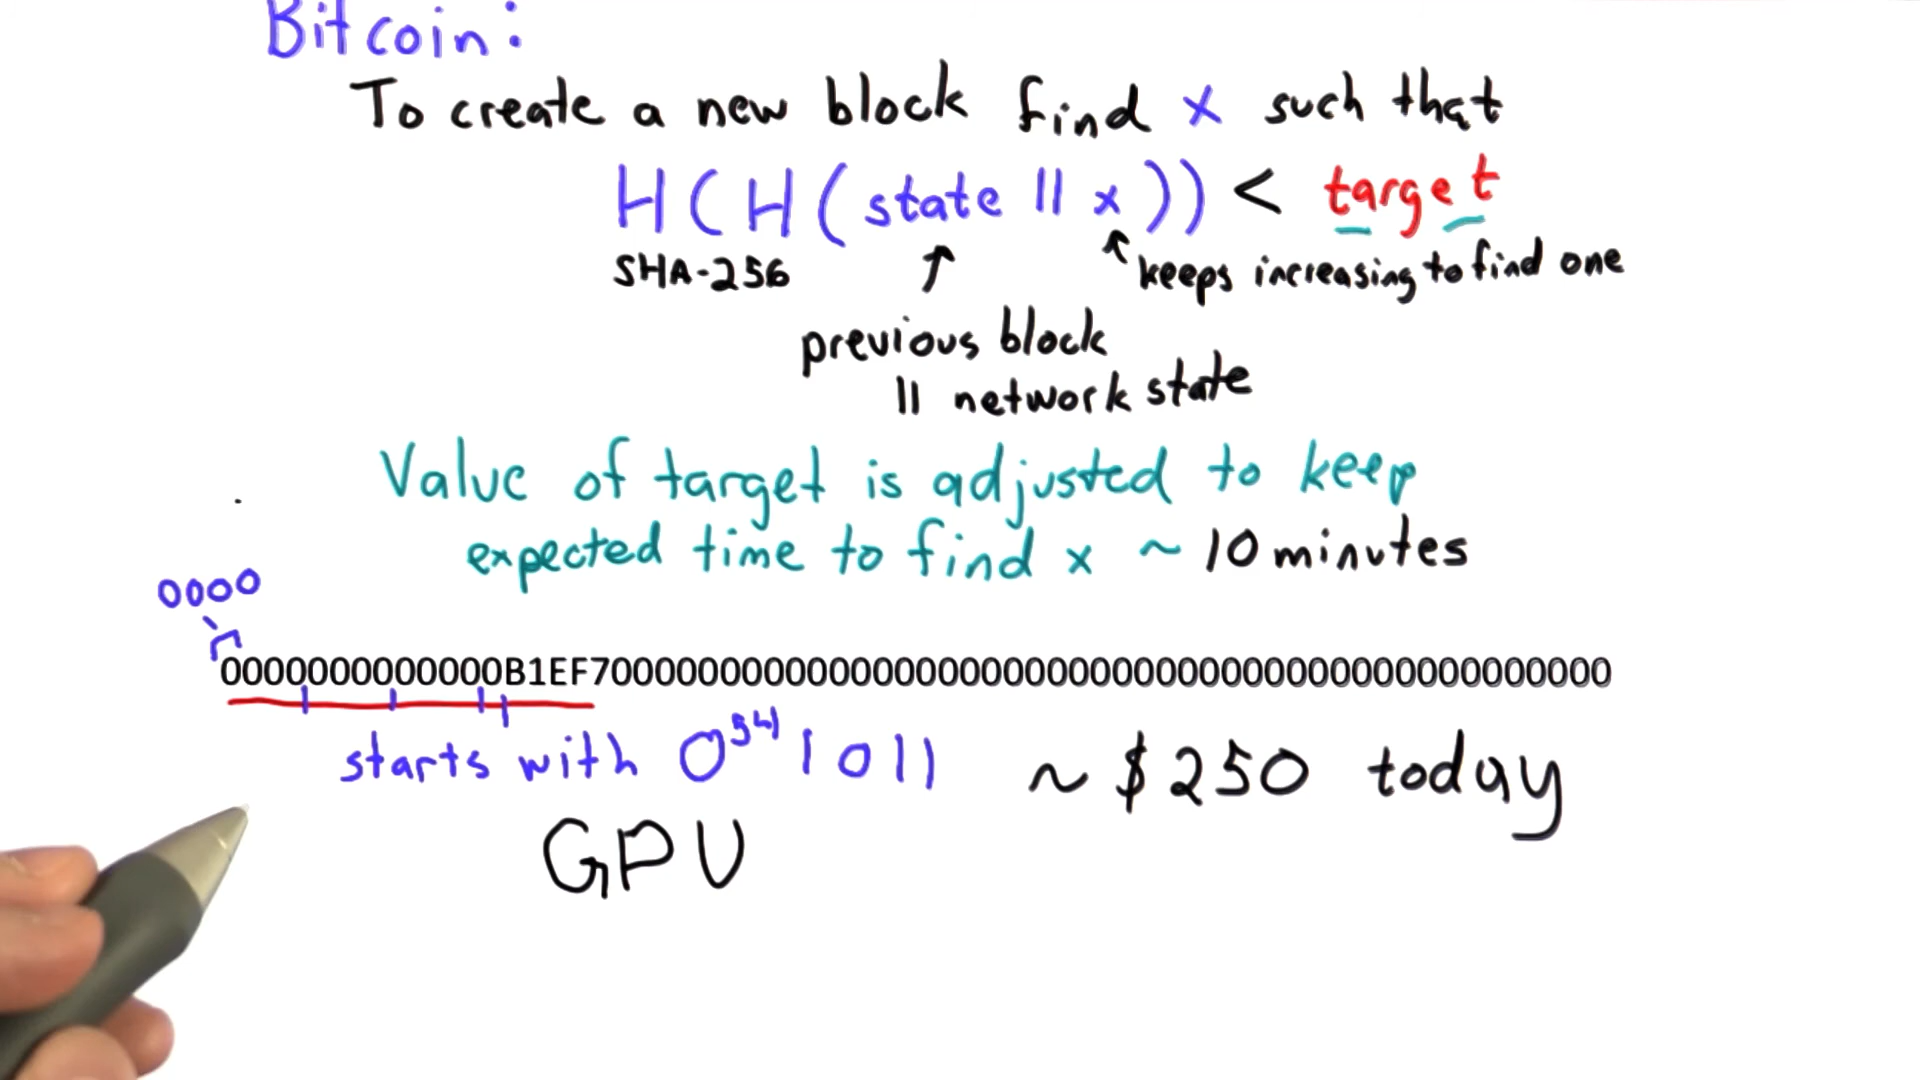 Bitcoin:
To create a new block find x such that
H(H(state || x)) < target
SHA-256
keeps increasing to find one
previous block
|| network state
Value of target is adjusted to keep
expected time to find x ~ 10 minutes
0000
0000000000000B1EF70000000000000000000000000000000000000000000000
starts with 0^54 1011
~ $250 today
GPU